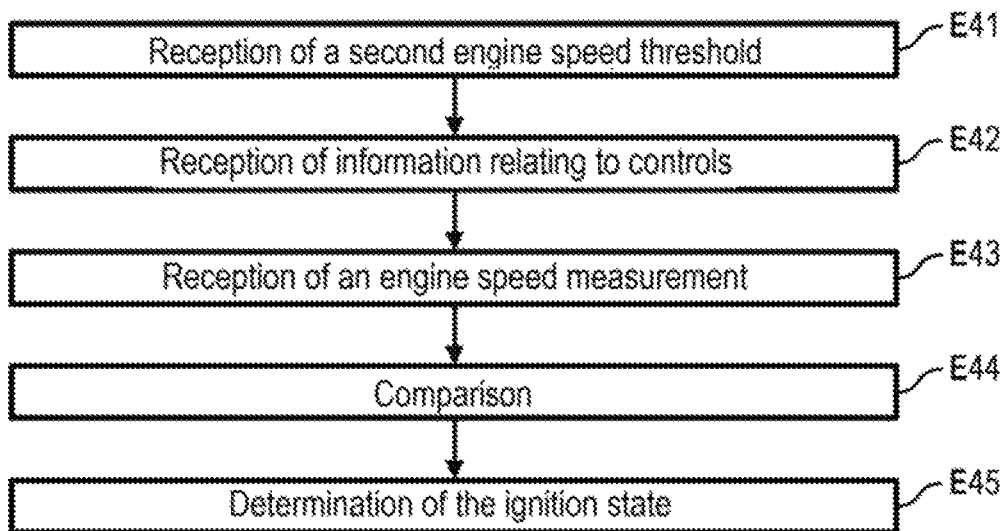 Reception of a second engine speed threshold E41
Reception of information relating to controls E42
Reception of an engine speed measurement E43
Comparison E44
Determination of the ignition state E45